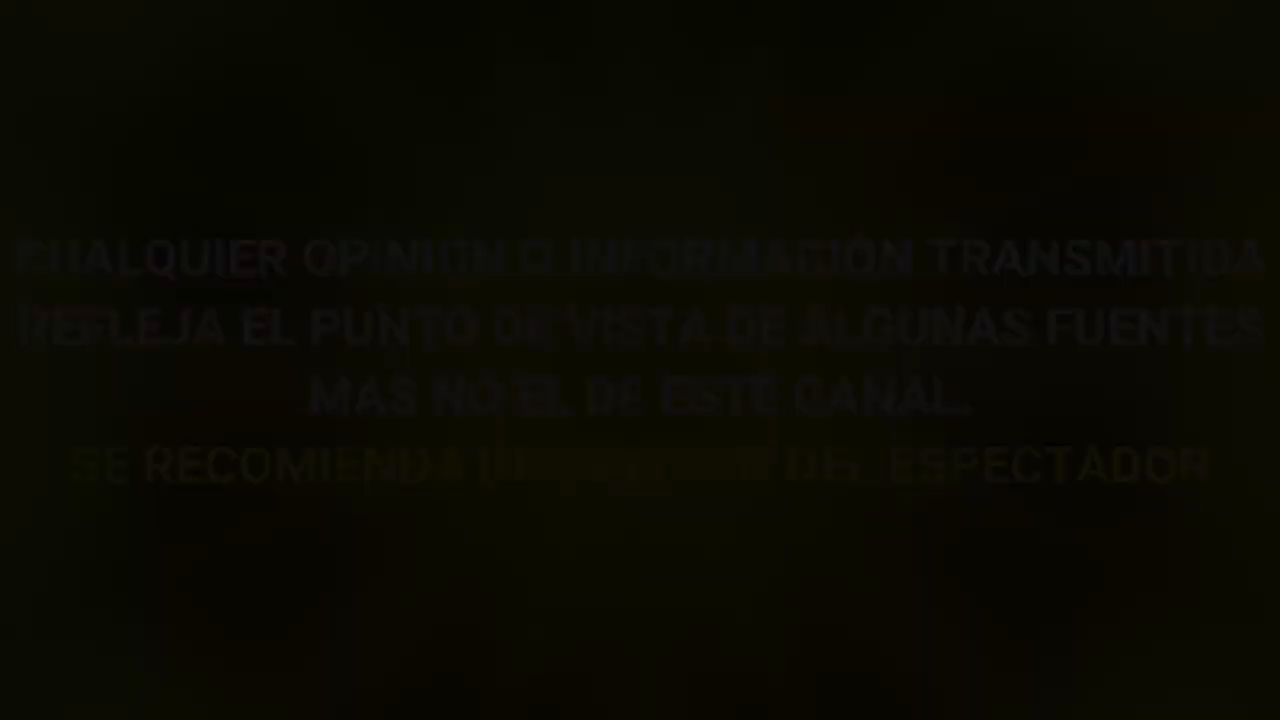 CUALQUIER OPINION O INFORMACIÓN TRANSMITIDA
REFLEJA EL PUNTO DE VISTA DE ALGUNAS FUENTES
MAS NO EL DE ESTE CANAL.
SE RECOMIENDA DEL ESPECTADOR